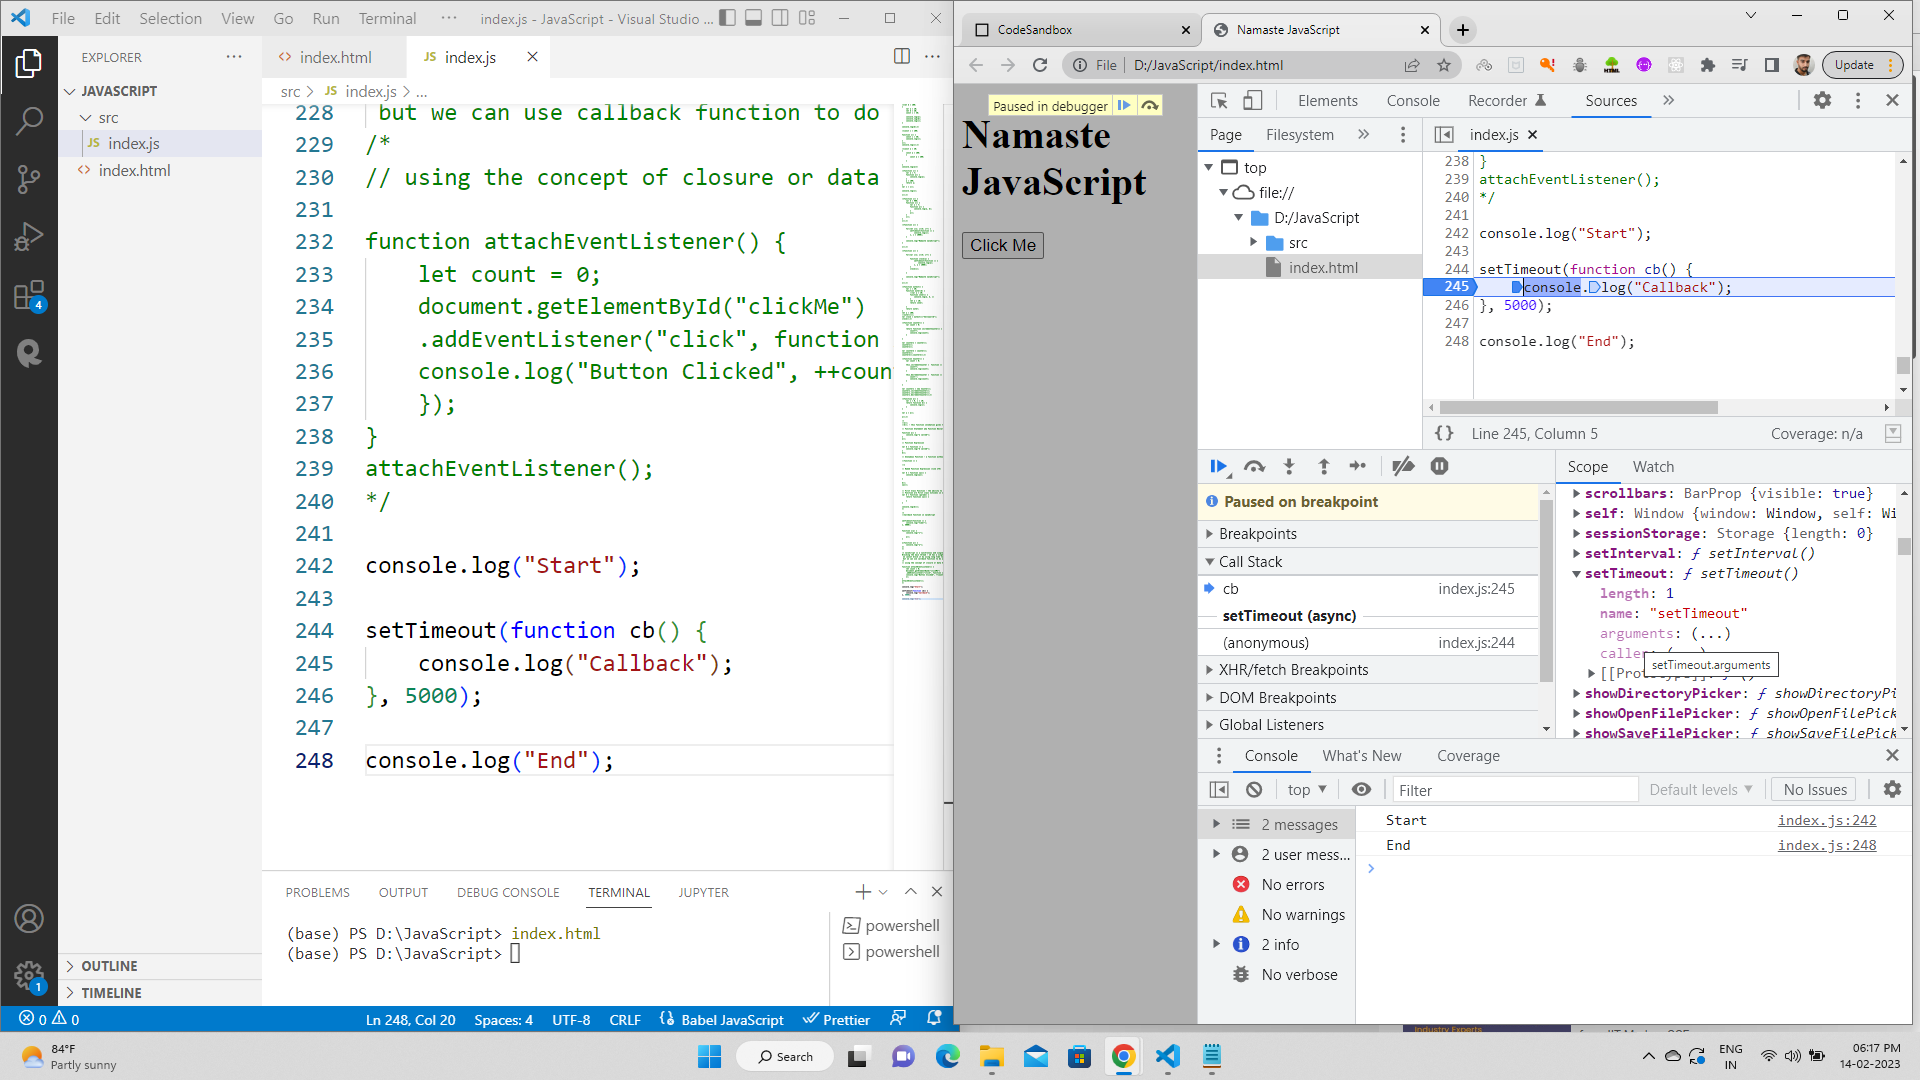 File Edit Selection View Go Run Terminal ··· index.js - JavaScript - Visual Studio ...
EXPLORER ···
JAVASCRIPT
src
JS index.js
<> index.html
OUTLINE
TIMELINE
4
1
<> index.html
JS index.js
src > JS index.js > ...
228 but we can use callback function to do
229 /*
230 // using the concept of closure or data
231
232 function attachEventListener() {
233 let count = 0;
234 document.getElementById("clickMe")
235 .addEventListener("click", function
236 console.log("Button Clicked", ++coun
237 });
238 }
239 attachEventListener();
240 */
241
242 console.log("Start");
243
244 setTimeout(function cb() {
245 console.log("Callback");
246 }, 5000);
247
248 console.log("End");
PROBLEMS OUTPUT DEBUG CONSOLE TERMINAL JUPYTER
(base) PS D:\JavaScript> index.html
(base) PS D:\JavaScript>
powershell
powershell
0 0 Ln 248, Col 20 Spaces: 4 UTF-8 CRLF {} Babel JavaScript Prettier
CodeSandbox
Namaste JavaScript
File D:/JavaScript/index.html
Update
Paused in debugger
Namaste
JavaScript
Click Me
Elements Console Recorder Sources
Page Filesystem
top
file://
D:/JavaScript
src
index.html
index.js
238 }
239 attachEventListener();
240 */
241
242 console.log("Start");
243
244 setTimeout(function cb() {
245 console.log("Callback");
246 }, 5000);
247
248 console.log("End");
{} Line 245, Column 5 Coverage: n/a
Paused on breakpoint
Breakpoints
Call Stack
cb index.js:245
setTimeout (async)
(anonymous) index.js:244
XHR/fetch Breakpoints
DOM Breakpoints
Global Listeners
Scope Watch
scrollbars: BarProp {visible: true}
self: Window {window: Window, self: Wi
sessionStorage: Storage {length: 0}
setInterval: ƒ setInterval()
setTimeout: ƒ setTimeout()
length: 1
name: "setTimeout"
arguments: (...)
caller
setTimeout.arguments
showDirectoryPicker: ƒ showDirectoryPi
showOpenFilePicker: ƒ showOpenFilePick
showSaveFilePicker: ƒ showSaveFilePick
Console What's New Coverage
top Filter Default levels No Issues
2 messages
2 user mess...
No errors
No warnings
2 info
No verbose
Start index.js:242
End index.js:248
Industry Experts
84°F
Partly sunny
Search
ENG
IN
06:17 PM
14-02-2023